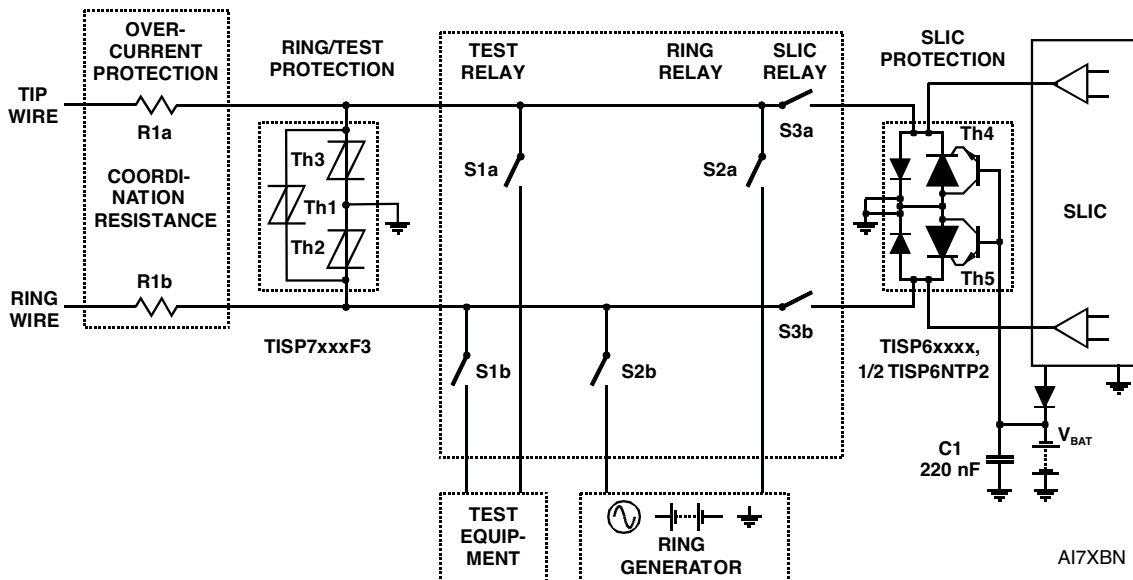 OVER-
CURRENT
PROTECTION
RING/TEST
PROTECTION
TEST
RELAY
RING
RELAY
SLIC
RELAY
SLIC
PROTECTION
TIP
WIRE
R1a
COORDI-
NATION
RESISTANCE
Th3
Th1
Th2
S1a
S2a
S3a
Th4
Th5
SLIC
R1b
RING
WIRE
TISP7xxxF3
S1b
S2b
S3b
TISP6xxxx,
1/2 TISP6NTP2
C1
220 nF
VBAT
TEST
EQUIP-
MENT
RING
GENERATOR
AI7XBN